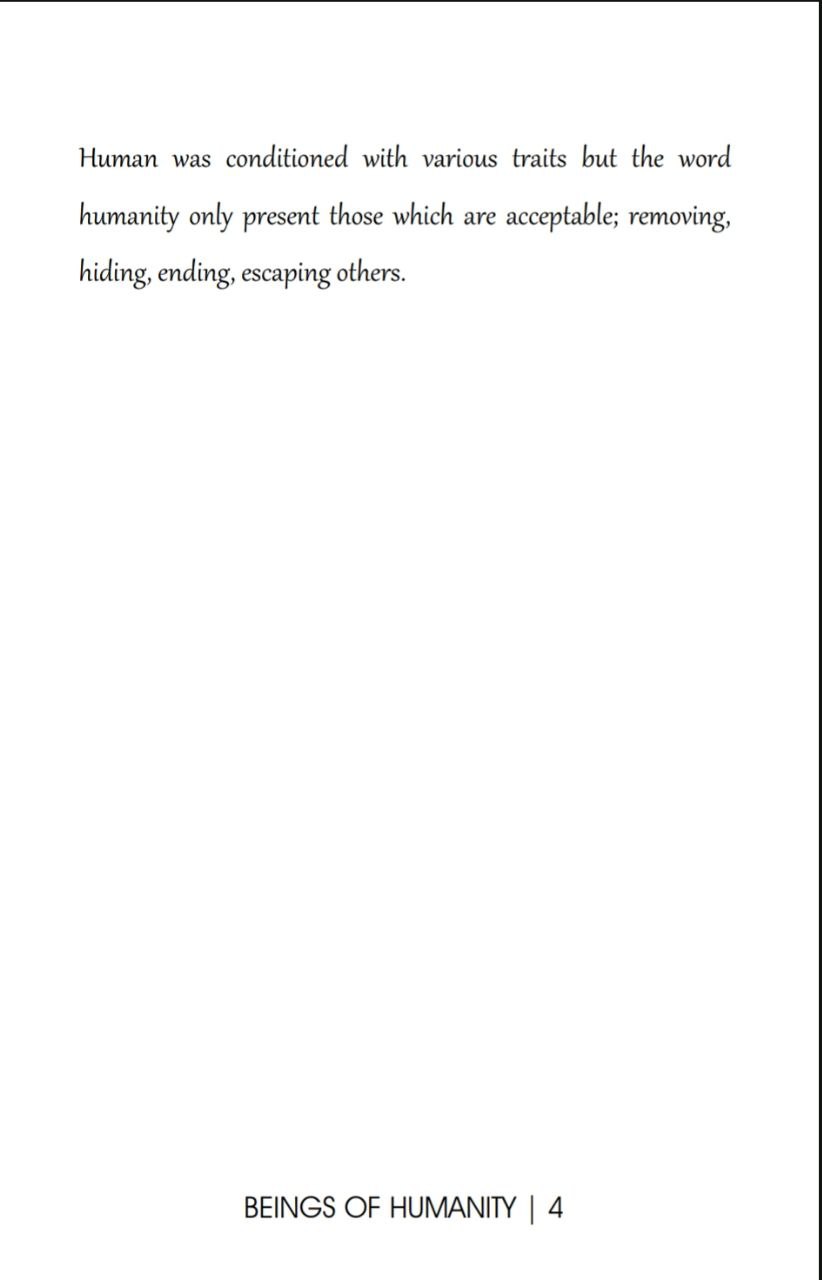 Human was conditioned with various traits but the word
humanity only present those which are acceptable; removing,
hiding, ending, escaping others.
BEINGS OF HUMANITY | 4